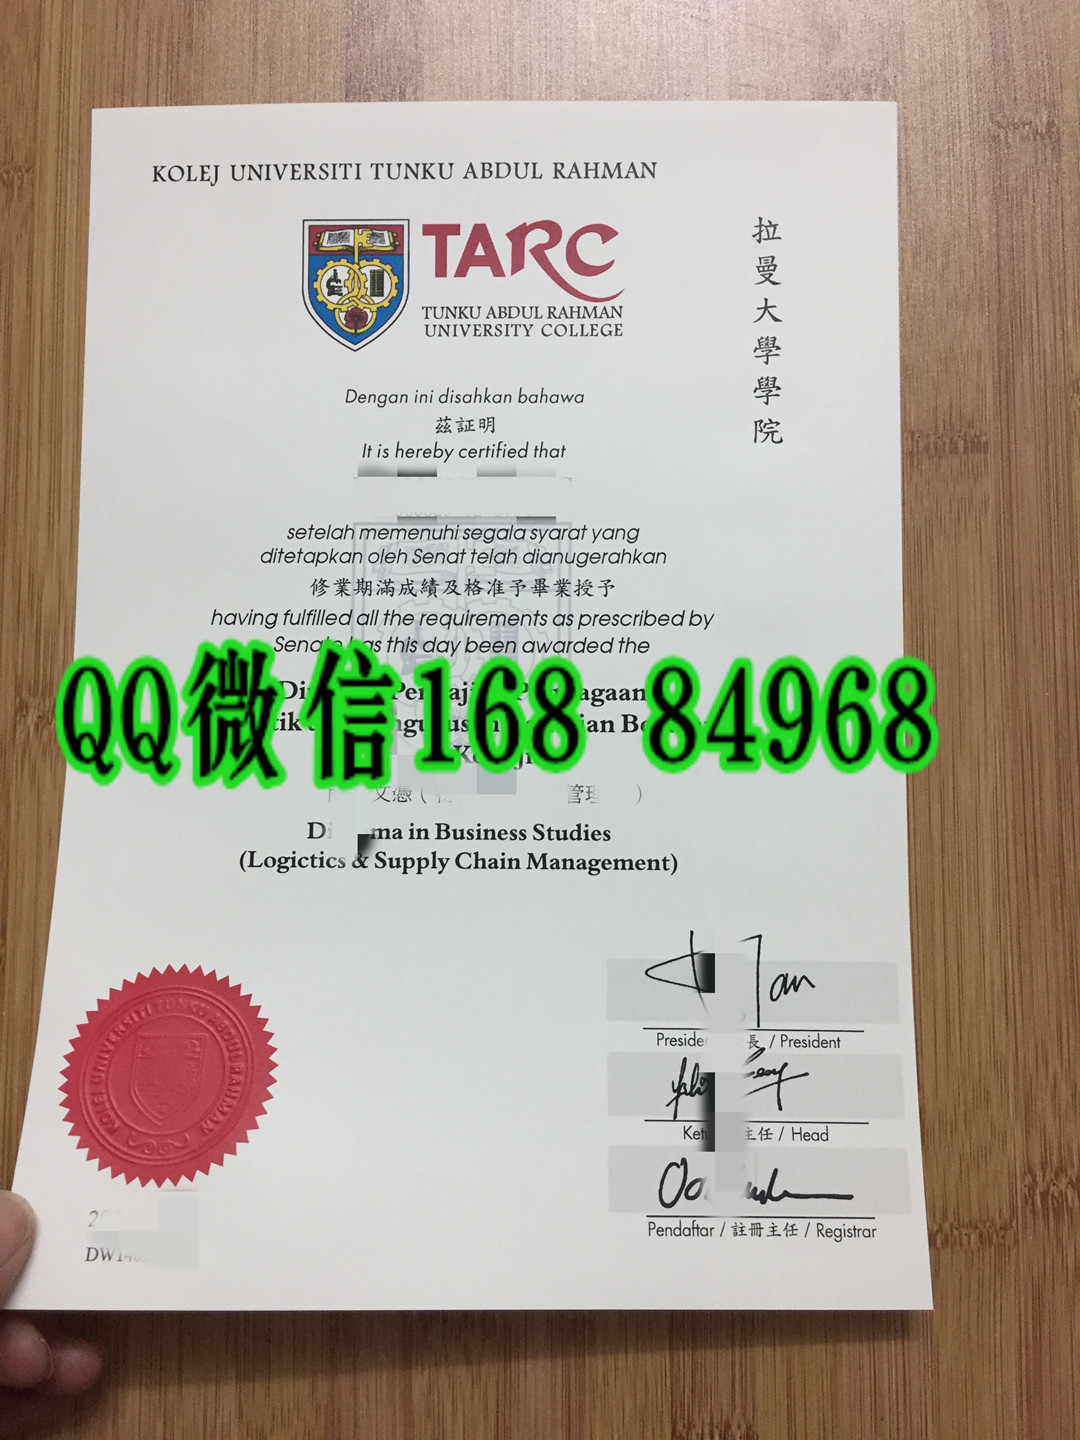 KOLEJ UNIVERSITI TUNKU ABDUL RAHMAN
TARC
TUNKU ABDUL RAHMAN
UNIVERSITY COLLEGE
拉曼大學學院
Dengan ini disahkan bahawa
茲証明
It is hereby certified that
setelah memenuhi segala syarat yang
ditetapkan oleh Senat telah dianugerahkan
修業期滿成績及格准予畢業授予
having fulfilled all the requirements as prescribed by
Senate has this day been awarded the
QQ微信168 84968
文憑 ( 管理 )
in Business Studies
(Logictics & Supply Chain Management)
長 / President
主任 / Head
Pendaftar / 註冊主任 / Registrar
KOLEJ UNIVERSITI TUNKU ABDUL RAHMAN